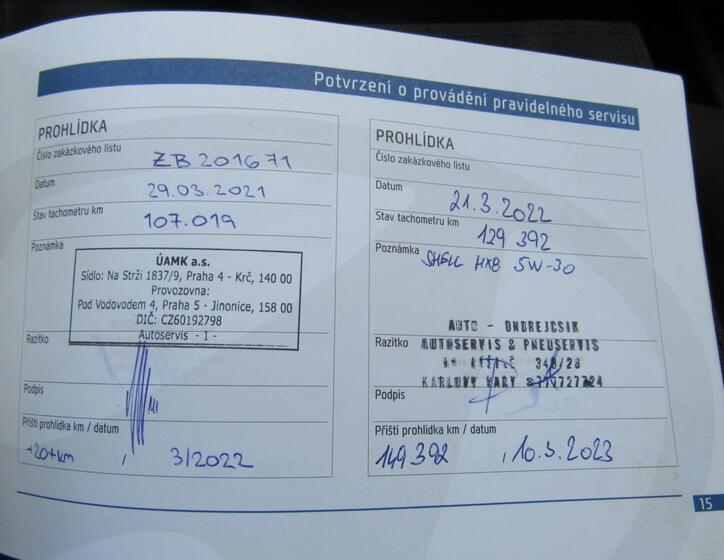 Potvrzení o provádění pravidelného servisu
PROHLÍDKA
Číslo zakázkového listu ZB201671
Datum 29.03.2021
Stav tachometru km 107.019
Poznámka
ÚAMK a.s.
Sídlo: Na Strži 1837/9, Praha 4 - Krč, 140 00
Provozovna:
Pod Vodovodem 4, Praha 5 - Jinonice, 158 00
DIČ: CZ60192798
Autoservis - 1 -
Razítko
Podpis
Příští prohlídka km / datum
km / 3/2022
PROHLÍDKA
Číslo zakázkového listu
Datum 21.3.2022
Stav tachometru km 129 392
Poznámka SHELL HX8 5W-30
AUTO - ONDREJCSIK
Razítko AUTOSERVIS & PNEUSERVIS
KARLOVY VARY
Podpis
Příští prohlídka km / datum
149 392 / 10.3.2023
15